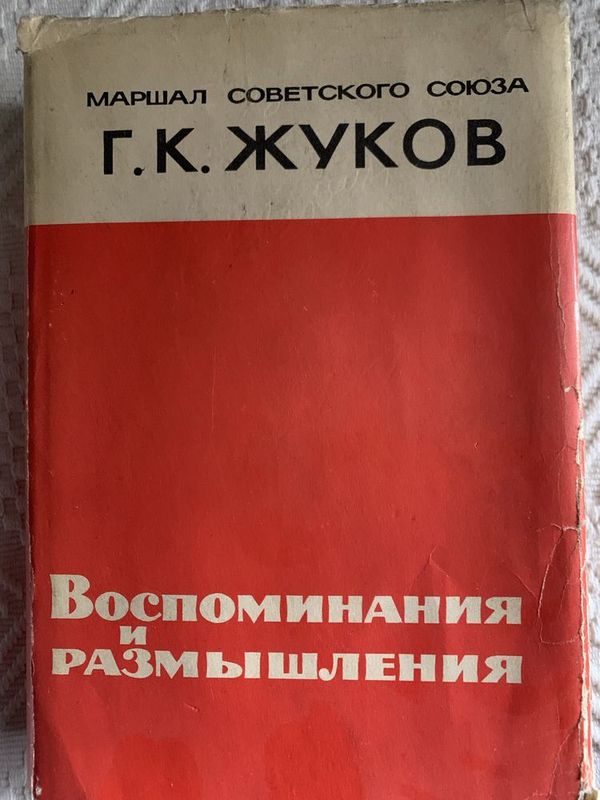 МАРШАЛ СОВЕТСКОГО СОЮЗА
Г. К. ЖУКОВ
Воспоминания
и
РАЗМЫШЛЕНИЯ